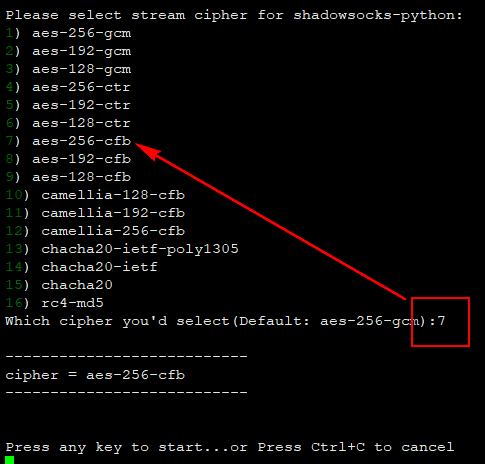 Please select stream cipher for shadowsocks-python:
1) aes-256-gcm
2) aes-192-gcm
3) aes-128-gcm
4) aes-256-ctr
5) aes-192-ctr
6) aes-128-ctr
7) aes-256-cfb
8) aes-192-cfb
9) aes-128-cfb
10) camellia-128-cfb
11) camellia-192-cfb
12) camellia-256-cfb
13) chacha20-ietf-poly1305
14) chacha20-ietf
15) chacha20
16) rc4-md5
Which cipher you'd select(Default: aes-256-gcm):7
---------------------------
cipher = aes-256-cfb
---------------------------
Press any key to start...or Press Ctrl+C to cancel